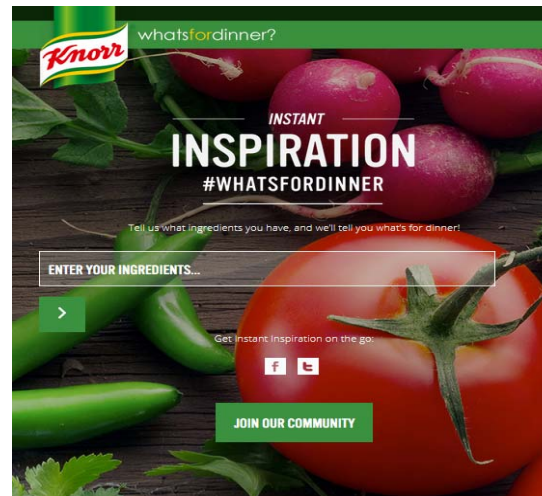 Knorr
whatsfordinner?
INSTANT
INSPIRATION
#WHATSFORDINNER
Tell us what ingredients you have, and we'll tell you what's for dinner!
ENTER YOUR INGREDIENTS...
>
Get Instant Inspiration on the go:
f t
JOIN OUR COMMUNITY